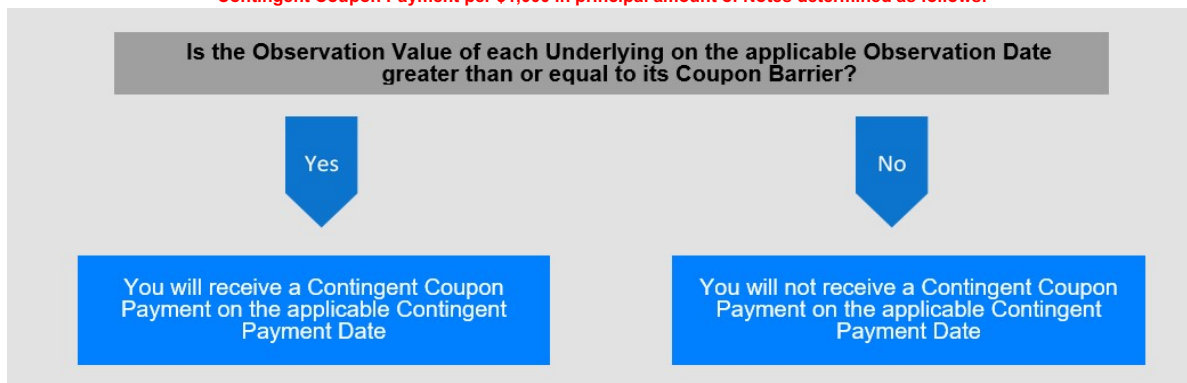 Contingent Coupon Payment per $1,000 in principal amount of Notes determined as follows:
Is the Observation Value of each Underlying on the applicable Observation Date
greater than or equal to its Coupon Barrier?
Yes
No
You will receive a Contingent Coupon
Payment on the applicable Contingent
Payment Date
You will not receive a Contingent Coupon
Payment on the applicable Contingent
Payment Date